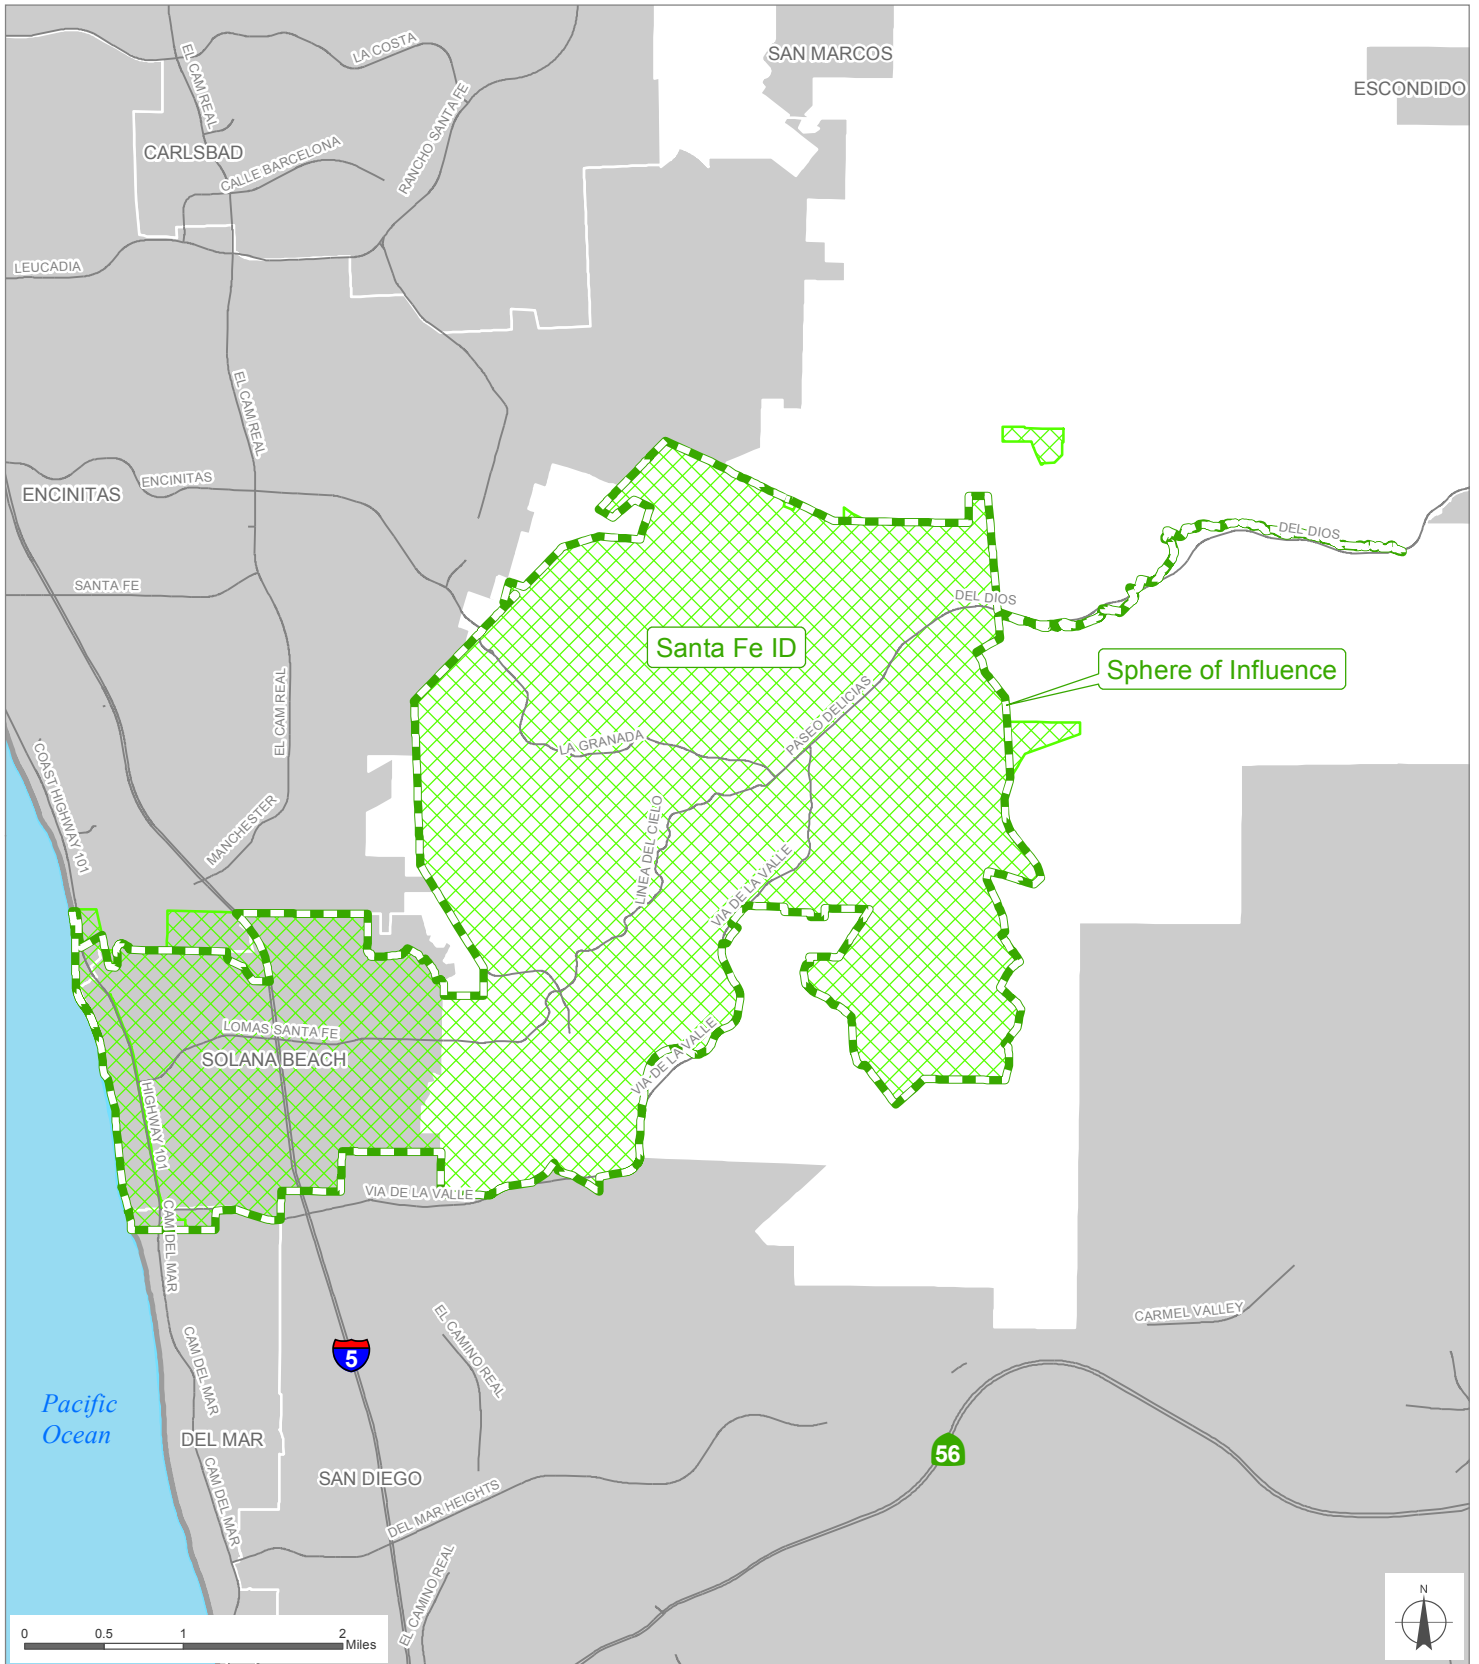 SAN MARCOS
ESCONDIDO
LA COSTA
EL CAM REAL
RANCHO SANTA FE
CARLSBAD
CALLE BARCELONA
LEUCADIA
EL CAM REAL
ENCINITAS
ENCINITAS
DEL DIOS
SANTA FE
DEL DIOS
Santa Fe ID
Sphere of Influence
EL CAM REAL
PASEO DELICIAS
LA GRANADA
COAST HIGHWAY 101
MANCHESTER
LINEA DEL CIELO
VIA DE LA VALLE
LOMAS SANTA FE
SOLANA BEACH
VIA DE LA VALLE
HIGHWAY 101
VIA DE LA VALLE
CAM DEL MAR
CARMEL VALLEY
EL CAMINO REAL
5
CAM DEL MAR
Pacific
Ocean
DEL MAR
56
SAN DIEGO
CAM DEL MAR
DEL MAR HEIGHTS
EL CAMINO REAL
N
0 0.5 1 2
Miles